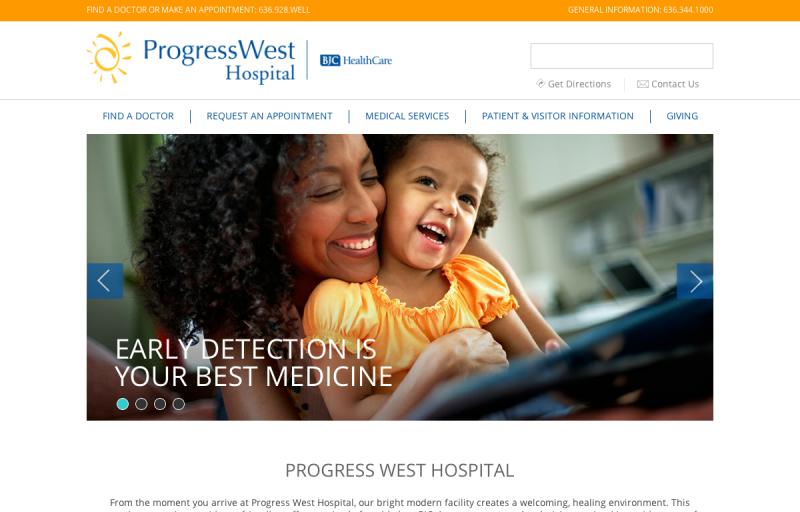 FIND A DOCTOR OR MAKE AN APPOINTMENT: 636.928.WELL
GENERAL INFORMATION: 636.344.1000
ProgressWest
Hospital
BJC HealthCare
Get Directions
Contact Us
FIND A DOCTOR
REQUEST AN APPOINTMENT
MEDICAL SERVICES
PATIENT & VISITOR INFORMATION
GIVING
EARLY DETECTION IS
YOUR BEST MEDICINE
PROGRESS WEST HOSPITAL
From the moment you arrive at Progress West Hospital, our bright modern facility creates a welcoming, healing environment. This